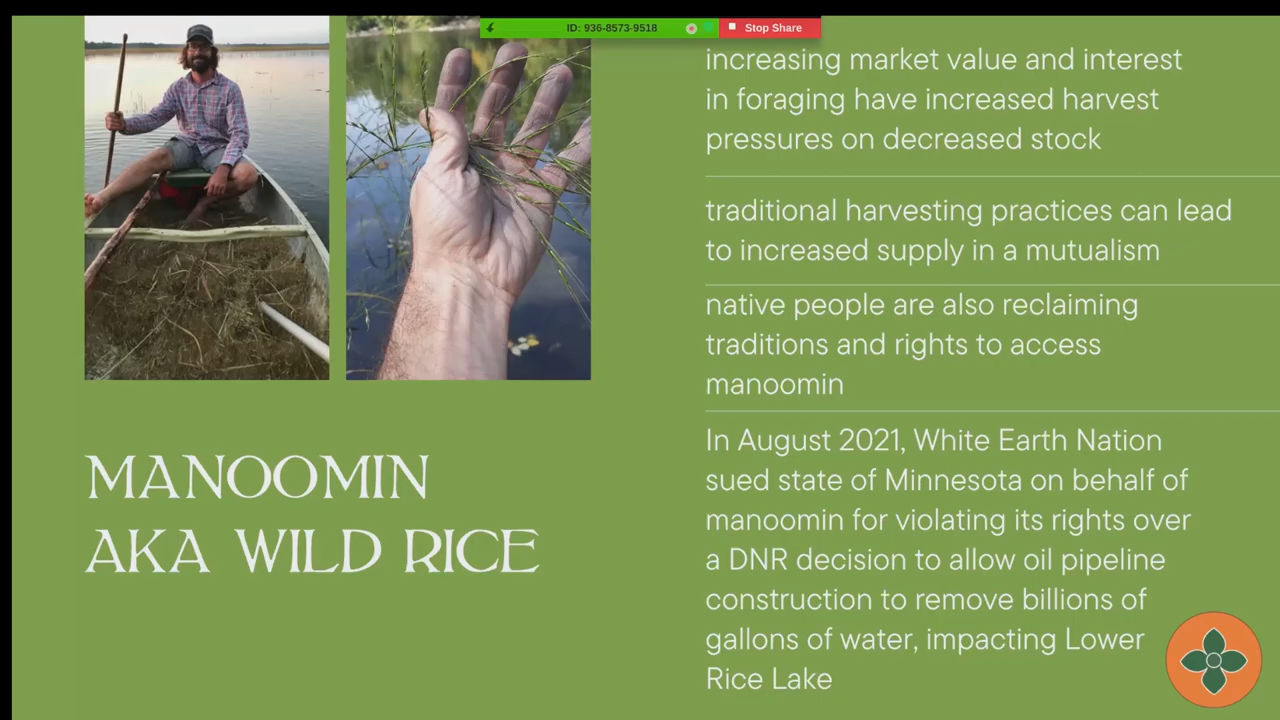 ID: 936-8573-9518
Stop Share
increasing market value and interest
in foraging have increased harvest
pressures on decreased stock
traditional harvesting practices can lead
to increased supply in a mutualism
native people are also reclaiming
traditions and rights to access
manoomin
In August 2021, White Earth Nation
sued state of Minnesota on behalf of
manoomin for violating its rights over
a DNR decision to allow oil pipeline
construction to remove billions of
gallons of water, impacting Lower
Rice Lake
MANOOMIN
AKA WILD RICE